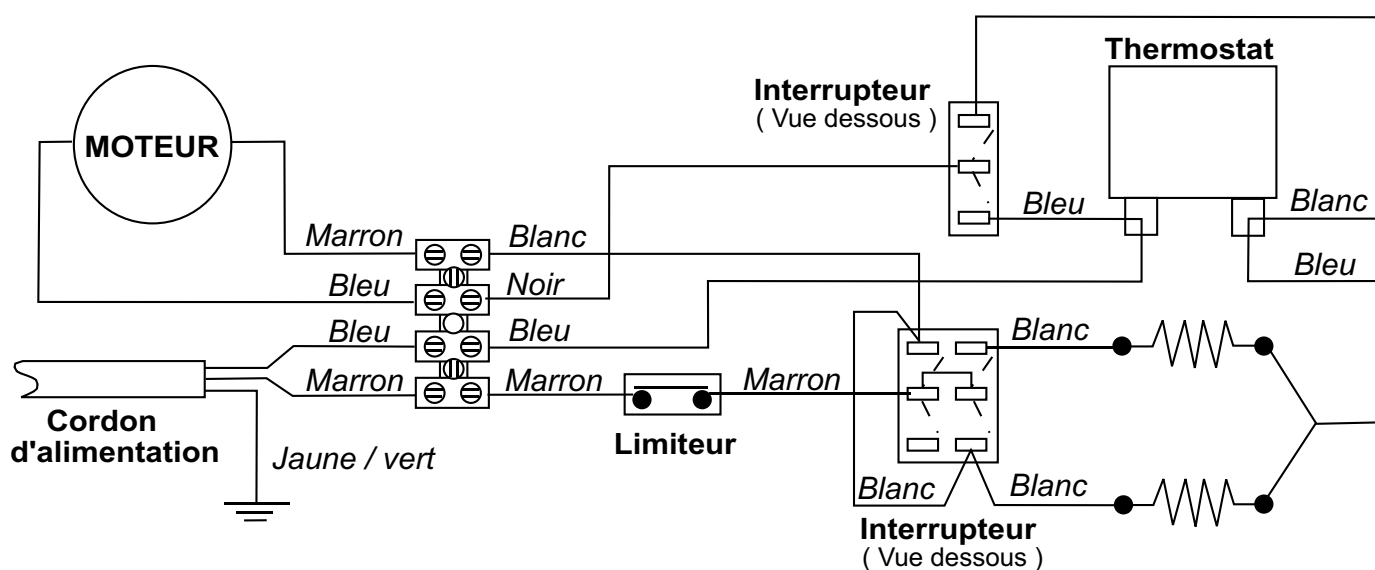 Thermostat
Interrupteur
( Vue dessous )
MOTEUR
Bleu
Blanc
Marron
Blanc
Bleu
Bleu
Noir
Bleu
Bleu
Blanc
Marron
Marron
Marron
Cordon
d'alimentation
Limiteur
Jaune / vert
Blanc
Blanc
Interrupteur
( Vue dessous )